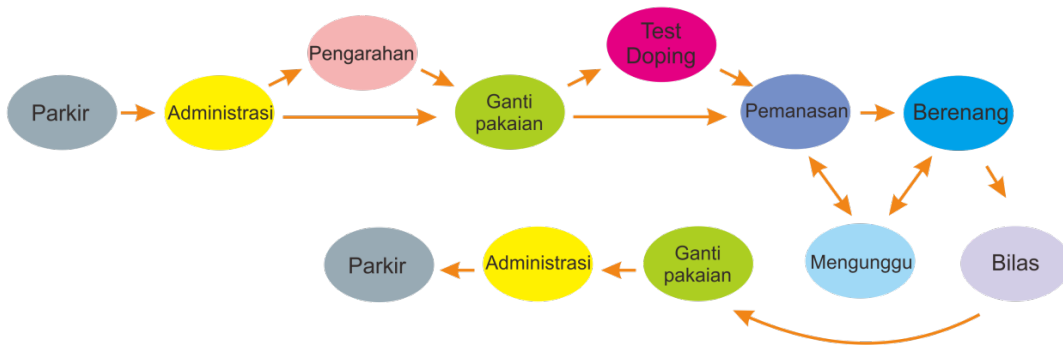 Parkir
Administrasi
Pengarahan
Ganti
pakaian
Test
Doping
Pemanasan
Berenang
Mengunggu
Bilas
Ganti
pakaian
Administrasi
Parkir